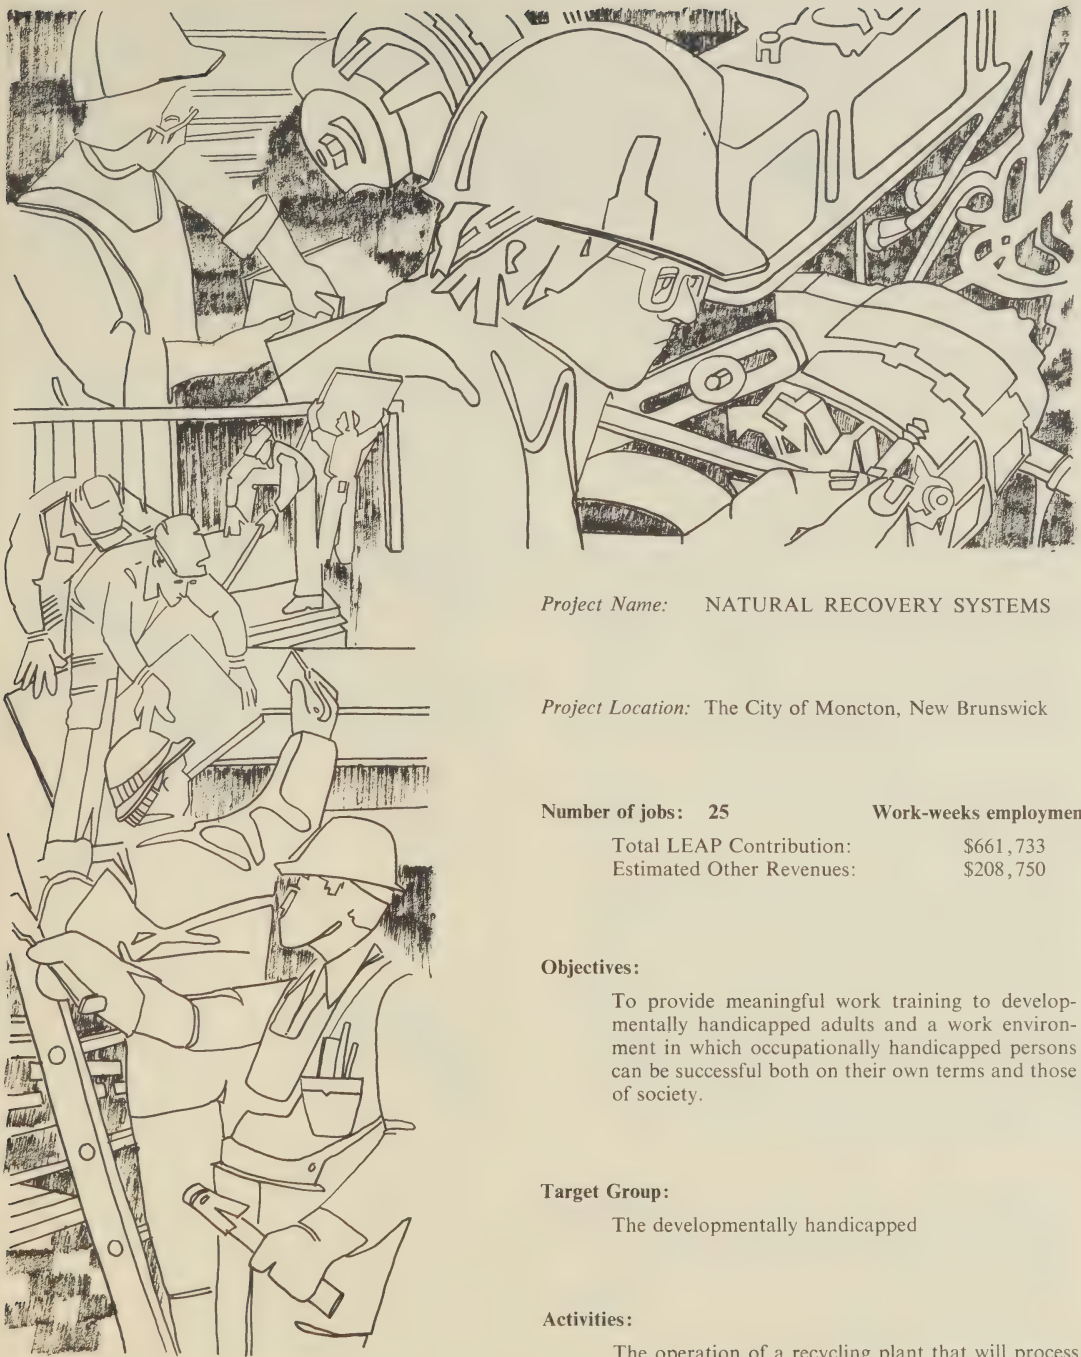 Project Name: NATURAL RECOVERY SYSTEMS
Project Location: The City of Moncton, New Brunswick
Number of jobs: 25 Work-weeks employmen
Total LEAP Contribution: $661,733
Estimated Other Revenues: $208,750
Objectives:
To provide meaningful work training to develop-
mentally handicapped adults and a work environ-
ment in which occupationally handicapped persons
can be successful both on their own terms and those
of society.
Target Group:
The developmentally handicapped
Activities:
The operation of a recycling plant that will process